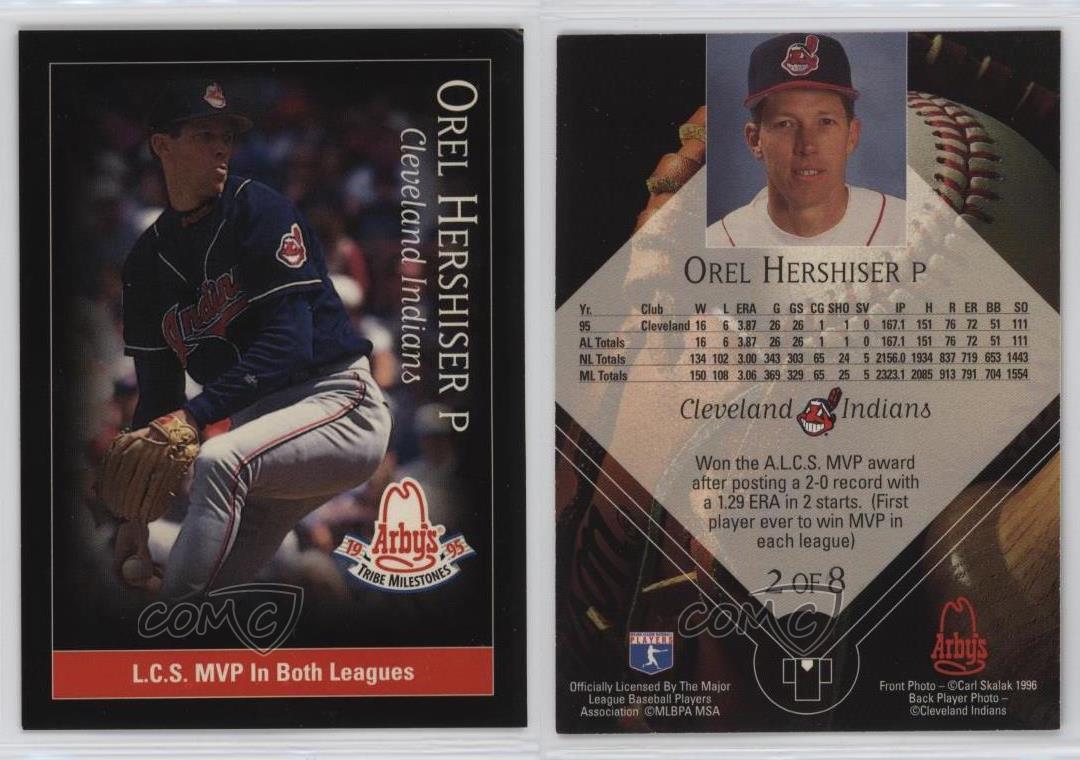 OREL HERSHISER P
Cleveland Indians
Indians
Arby's
19 95
TRIBE MILESTONES
COMC
L.C.S. MVP In Both Leagues
OREL HERSHISER P
Yr. Club W L ERA G GS CG SHO SV IP H R ER BB SO
95 Cleveland 16 6 3.87 26 26 1 1 0 167.1 151 76 72 51 111
AL Totals 16 6 3.87 26 26 1 1 0 167.1 151 76 72 51 111
NL Totals 134 102 3.00 343 303 65 24 5 2156.0 1934 837 719 653 1443
ML Totals 150 108 3.06 369 329 65 25 5 2323.1 2085 913 791 704 1554
Cleveland Indians
Won the A.L.C.S. MVP award
after posting a 2-0 record with
a 1.29 ERA in 2 starts. (First
player ever to win MVP in
each league)
2 OF 8
COMC
PLAYERS
Arby's
Officially Licensed By The Major
League Baseball Players
Association ©MLBPA MSA
Front Photo – ©Carl Skalak 1996
Back Player Photo –
©Cleveland Indians